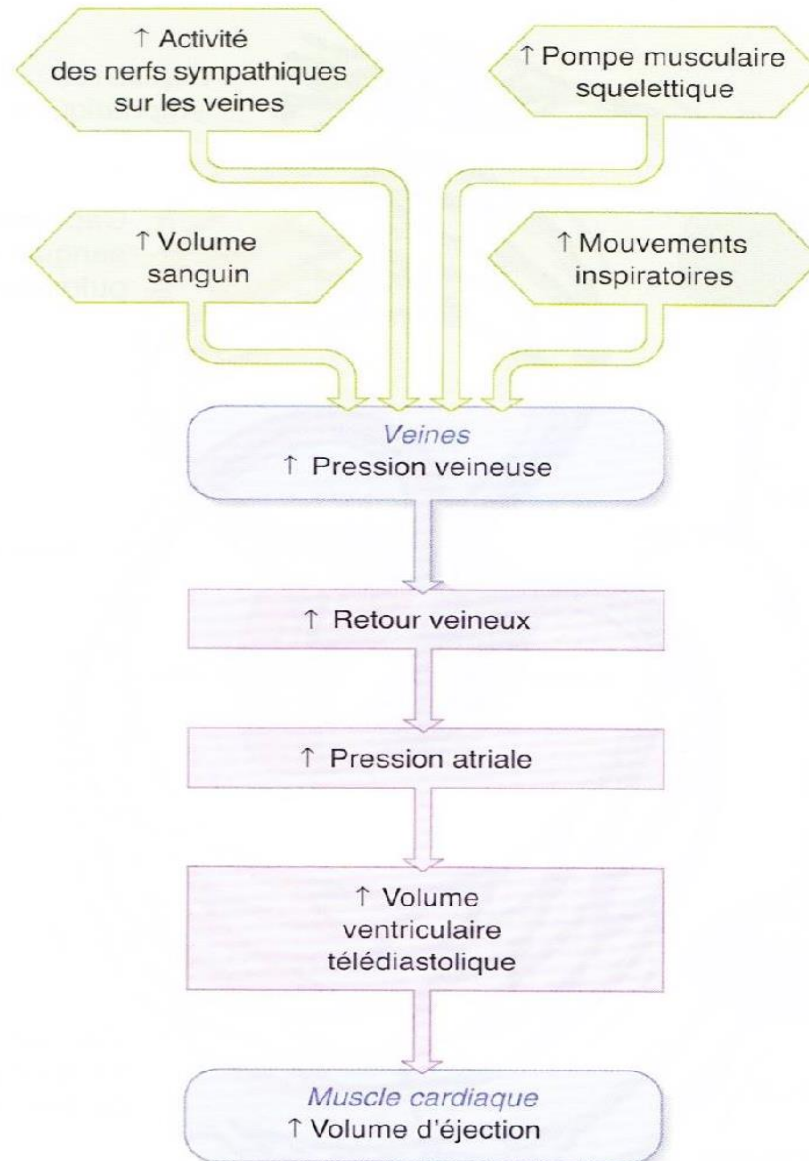 ↑ Activité
des nerfs sympathiques
sur les veines
↑ Pompe musculaire
squelettique
↑ Volume
sanguin
↑ Mouvements
inspiratoires
Veines
↑ Pression veineuse
↑ Retour veineux
↑ Pression atriale
↑ Volume
ventriculaire
télédiastolique
Muscle cardiaque
↑ Volume d'éjection